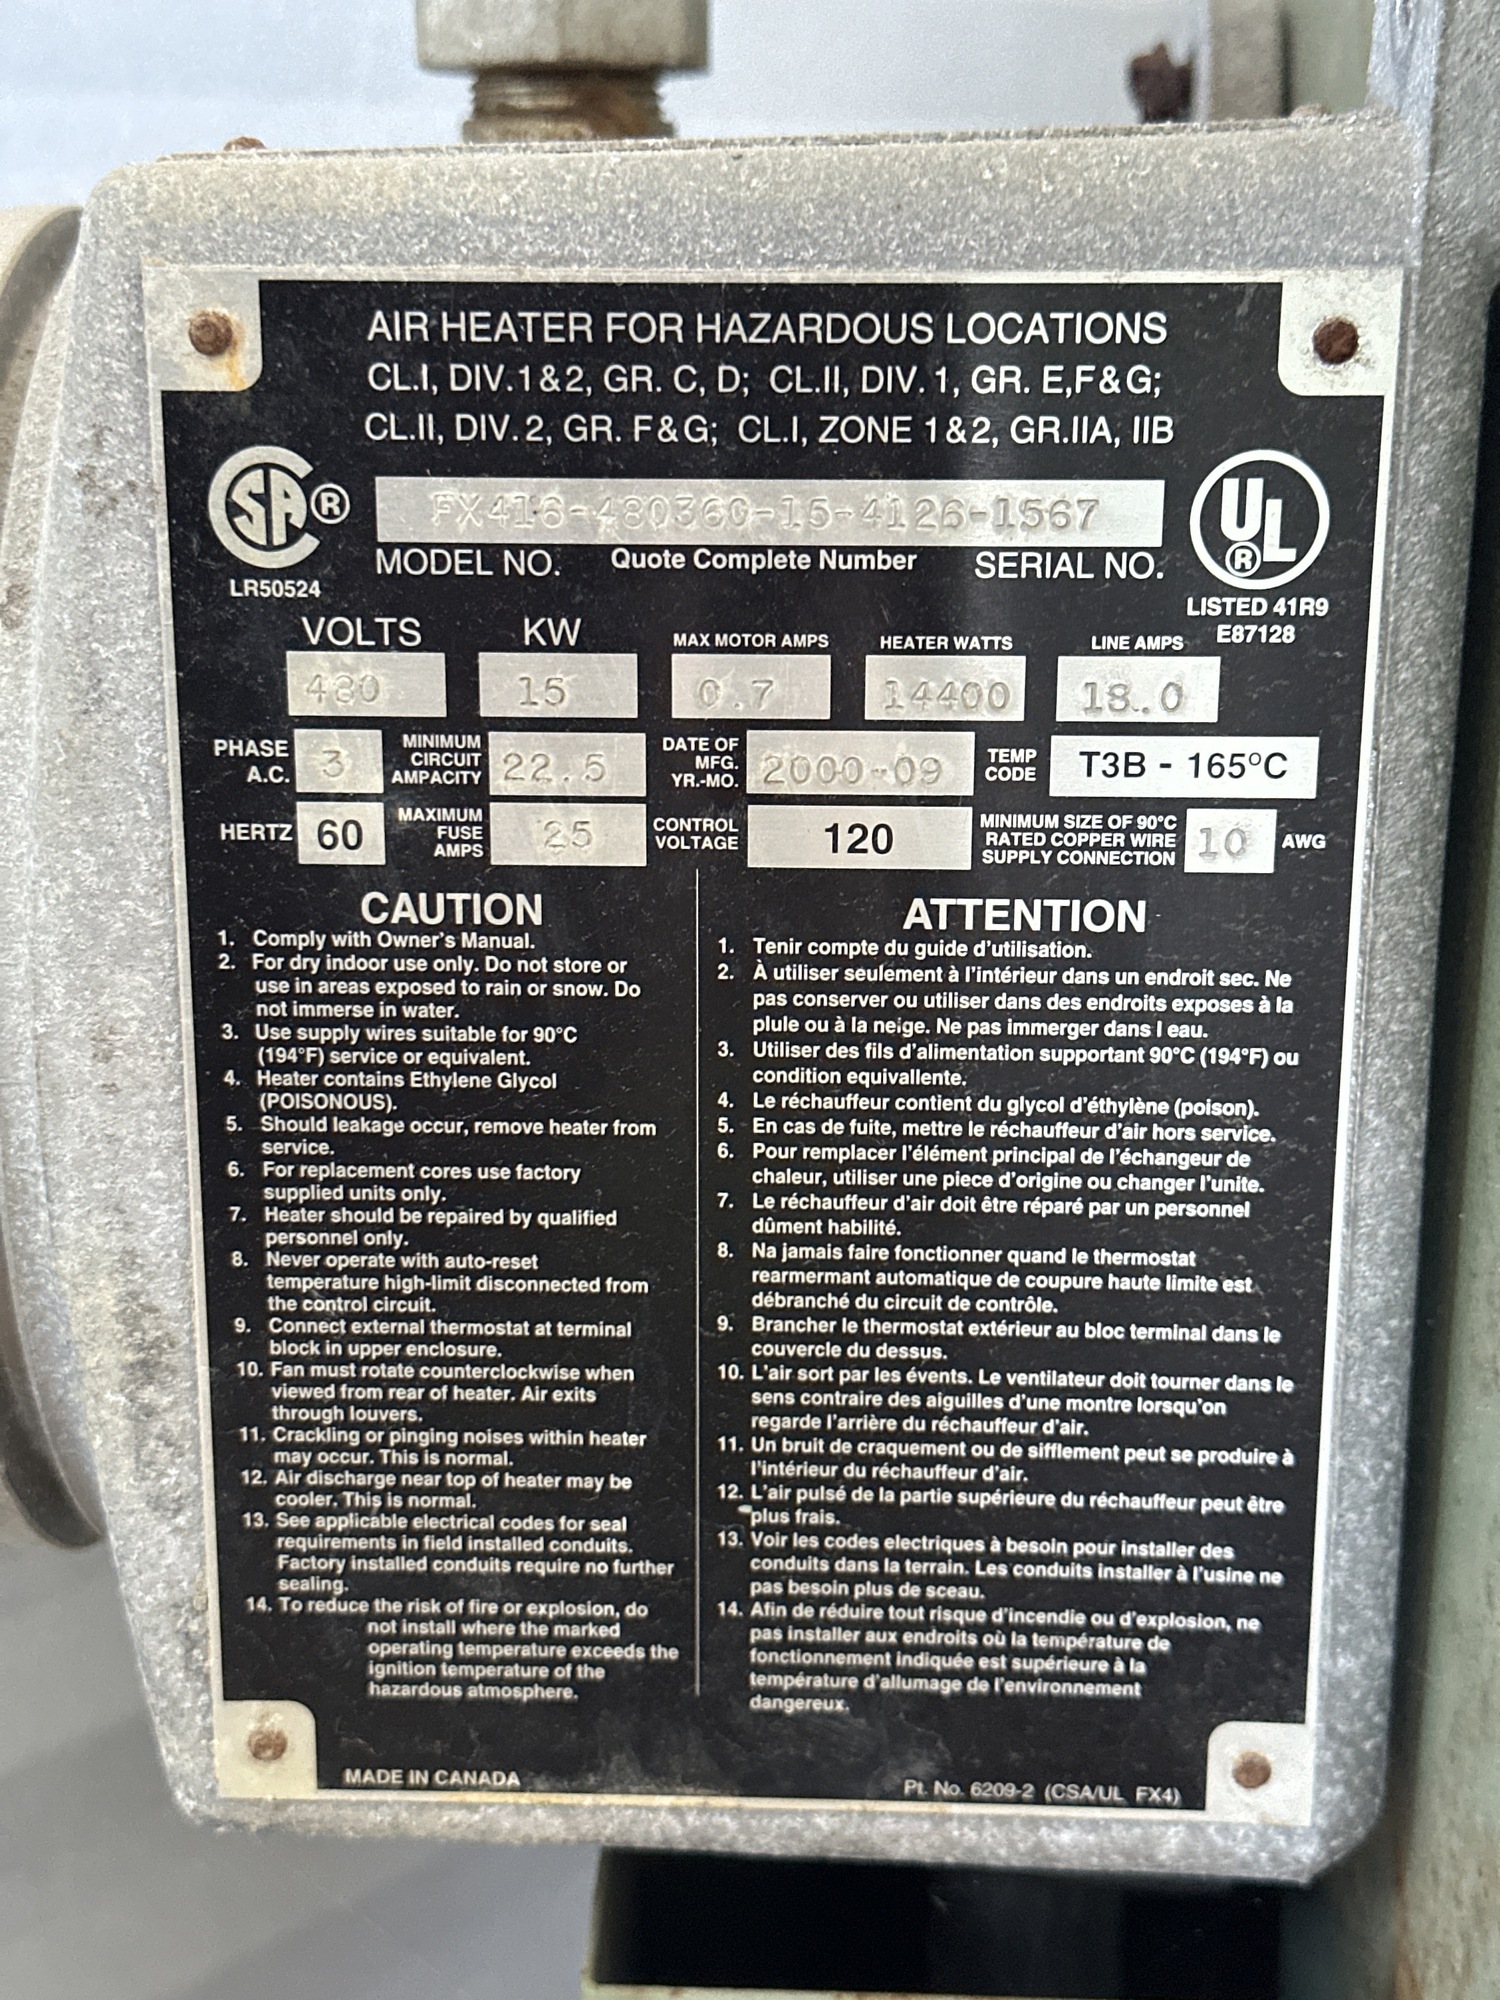 AIR HEATER FOR HAZARDOUS LOCATIONS
CL.I, DIV.1&2, GR. C, D; CL.II, DIV. 1, GR. E,F&G;
CL.II, DIV. 2, GR. F&G; CL.I, ZONE 1&2, GR.IIA, IIB
SA ®
LR50524
FX416-480360-15-4126-1567
MODEL NO. Quote Complete Number SERIAL NO.
UL ®
LISTED 41R9
E87128
VOLTS KW MAX MOTOR AMPS HEATER WATTS LINE AMPS
480 15 0.7 14400 18.0
PHASE
A.C.
3
MINIMUM
CIRCUIT
AMPACITY
22.5
DATE OF
MFG.
YR.-MO.
2000-09
TEMP
CODE
T3B - 165°C
HERTZ 60
MAXIMUM
FUSE
AMPS
25
CONTROL
VOLTAGE
120
MINIMUM SIZE OF 90°C
RATED COPPER WIRE
SUPPLY CONNECTION
10 AWG
CAUTION
1. Comply with Owner's Manual.
2. For dry indoor use only. Do not store or
use in areas exposed to rain or snow. Do
not immerse in water.
3. Use supply wires suitable for 90°C
(194°F) service or equivalent.
4. Heater contains Ethylene Glycol
(POISONOUS).
5. Should leakage occur, remove heater from
service.
6. For replacement cores use factory
supplied units only.
7. Heater should be repaired by qualified
personnel only.
8. Never operate with auto-reset
temperature high-limit disconnected from
the control circuit.
9. Connect external thermostat at terminal
block in upper enclosure.
10. Fan must rotate counterclockwise when
viewed from rear of heater. Air exits
through louvers.
11. Crackling or pinging noises within heater
may occur. This is normal.
12. Air discharge near top of heater may be
cooler. This is normal.
13. See applicable electrical codes for seal
requirements in field installed conduits.
Factory installed conduits require no further
sealing.
14. To reduce the risk of fire or explosion, do
not install where the marked
operating temperature exceeds the
ignition temperature of the
hazardous atmosphere.
ATTENTION
1. Tenir compte du guide d'utilisation.
2. À utiliser seulement à l'intérieur dans un endroit sec. Ne
pas conserver ou utiliser dans des endroits exposes à la
plule ou à la neige. Ne pas immerger dans l eau.
3. Utiliser des fils d'alimentation supportant 90°C (194°F) ou
condition equivallente.
4. Le réchauffeur contient du glycol d'éthylène (poison).
5. En cas de fuite, mettre le réchauffeur d'air hors service.
6. Pour remplacer l'élément principal de l'échangeur de
chaleur, utiliser une piece d'origine ou changer l'unite.
7. Le réchauffeur d'air doit être réparé par un personnel
dûment habilité.
8. Na jamais faire fonctionner quand le thermostat
rearmermant automatique de coupure haute limite est
débranché du circuit de contrôle.
9. Brancher le thermostat extérieur au bloc terminal dans le
couvercle du dessus.
10. L'air sort par les évents. Le ventilateur doit tourner dans le
sens contraire des aiguilles d'une montre lorsqu'on
regarde l'arrière du réchauffeur d'air.
11. Un bruit de craquement ou de sifflement peut se produire à
l'intérieur du réchauffeur d'air.
12. L'air pulsé de la partie supérieure du réchauffeur peut être
plus frais.
13. Voir les codes electriques à besoin pour installer des
conduits dans la terrain. Les conduits installer à l'usine ne
pas besoin plus de sceau.
14. Afin de réduire tout risque d'incendie ou d'explosion, ne
pas installer aux endroits où la température de
fonctionnement indiquée est supérieure à la
température d'allumage de l'environnement
dangereux.
MADE IN CANADA
Pt. No. 6209-2 (CSA/UL FX4)